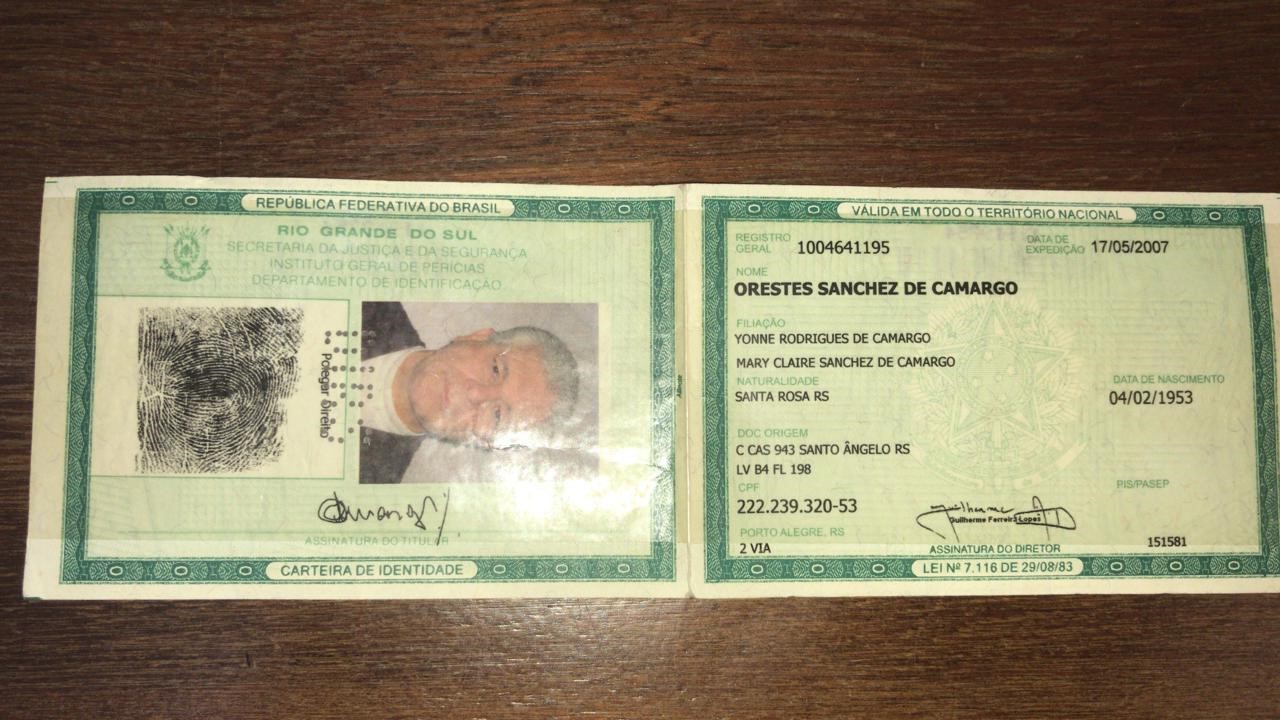 REPÚBLICA FEDERATIVA DO BRASIL
RIO GRANDE DO SUL
SECRETARIA DA JUSTIÇA E DA SEGURANÇA
INSTITUTO GERAL DE PERÍCIAS
DEPARTAMENTO DE IDENTIFICAÇÃO
Polegar Direito
ASSINATURA DO TITULAR
CARTEIRA DE IDENTIDADE
VÁLIDA EM TODO O TERRITÓRIO NACIONAL
REGISTRO GERAL 1004641195 DATA DE EXPEDIÇÃO 17/05/2007
NOME
ORESTES SANCHEZ DE CAMARGO
FILIAÇÃO
YONNE RODRIGUES DE CAMARGO
MARY CLAIRE SANCHEZ DE CAMARGO
NATURALIDADE DATA DE NASCIMENTO
SANTA ROSA RS 04/02/1953
DOC ORIGEM
C CAS 943 SANTO ÂNGELO RS
LV B4 FL 198
CPF PIS/PASEP
222.239.320-53
Guilherme Ferreira Lopes
PORTO ALEGRE, RS
2 VIA ASSINATURA DO DIRETOR 151581
LEI Nº 7.116 DE 29/08/83